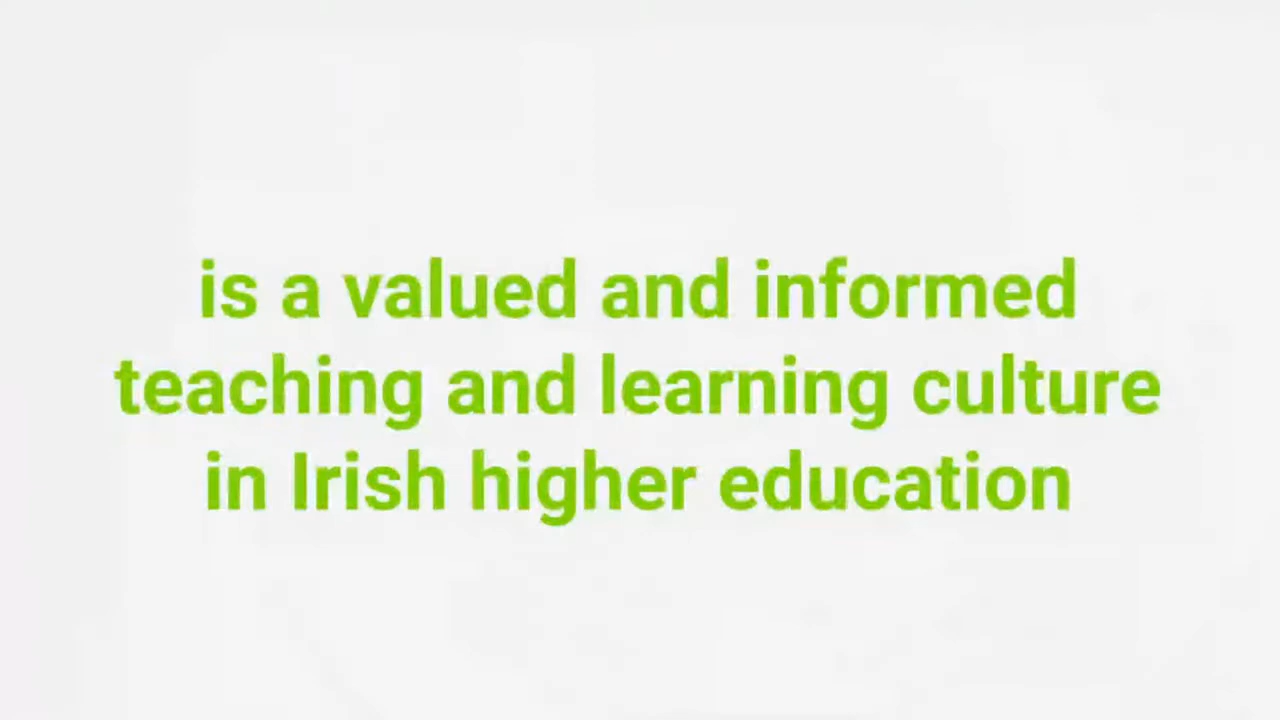 is a valued and informed
teaching and learning culture
in Irish higher education